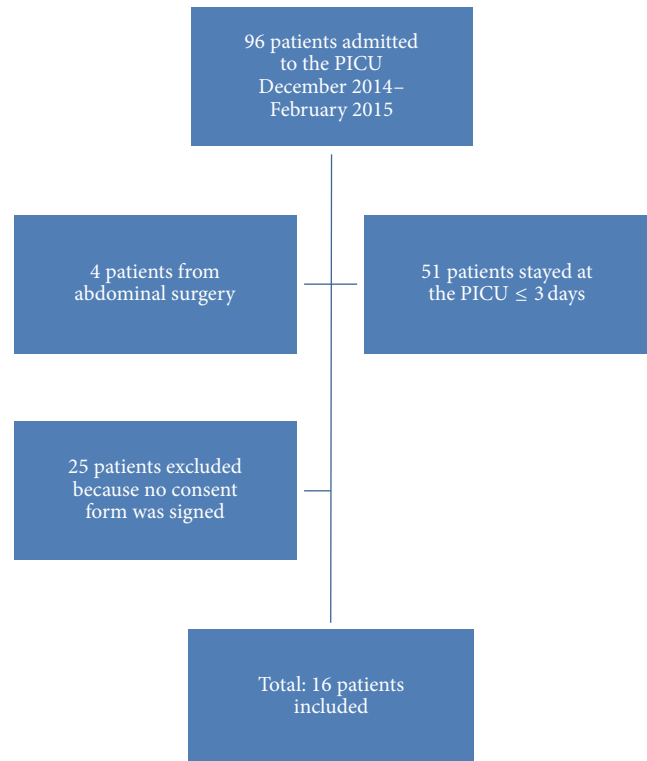 96 patients admitted
to the PICU
December 2014–
February 2015
4 patients from
abdominal surgery
51 patients stayed at
the PICU ≤ 3 days
25 patients excluded
because no consent
form was signed
Total: 16 patients
included